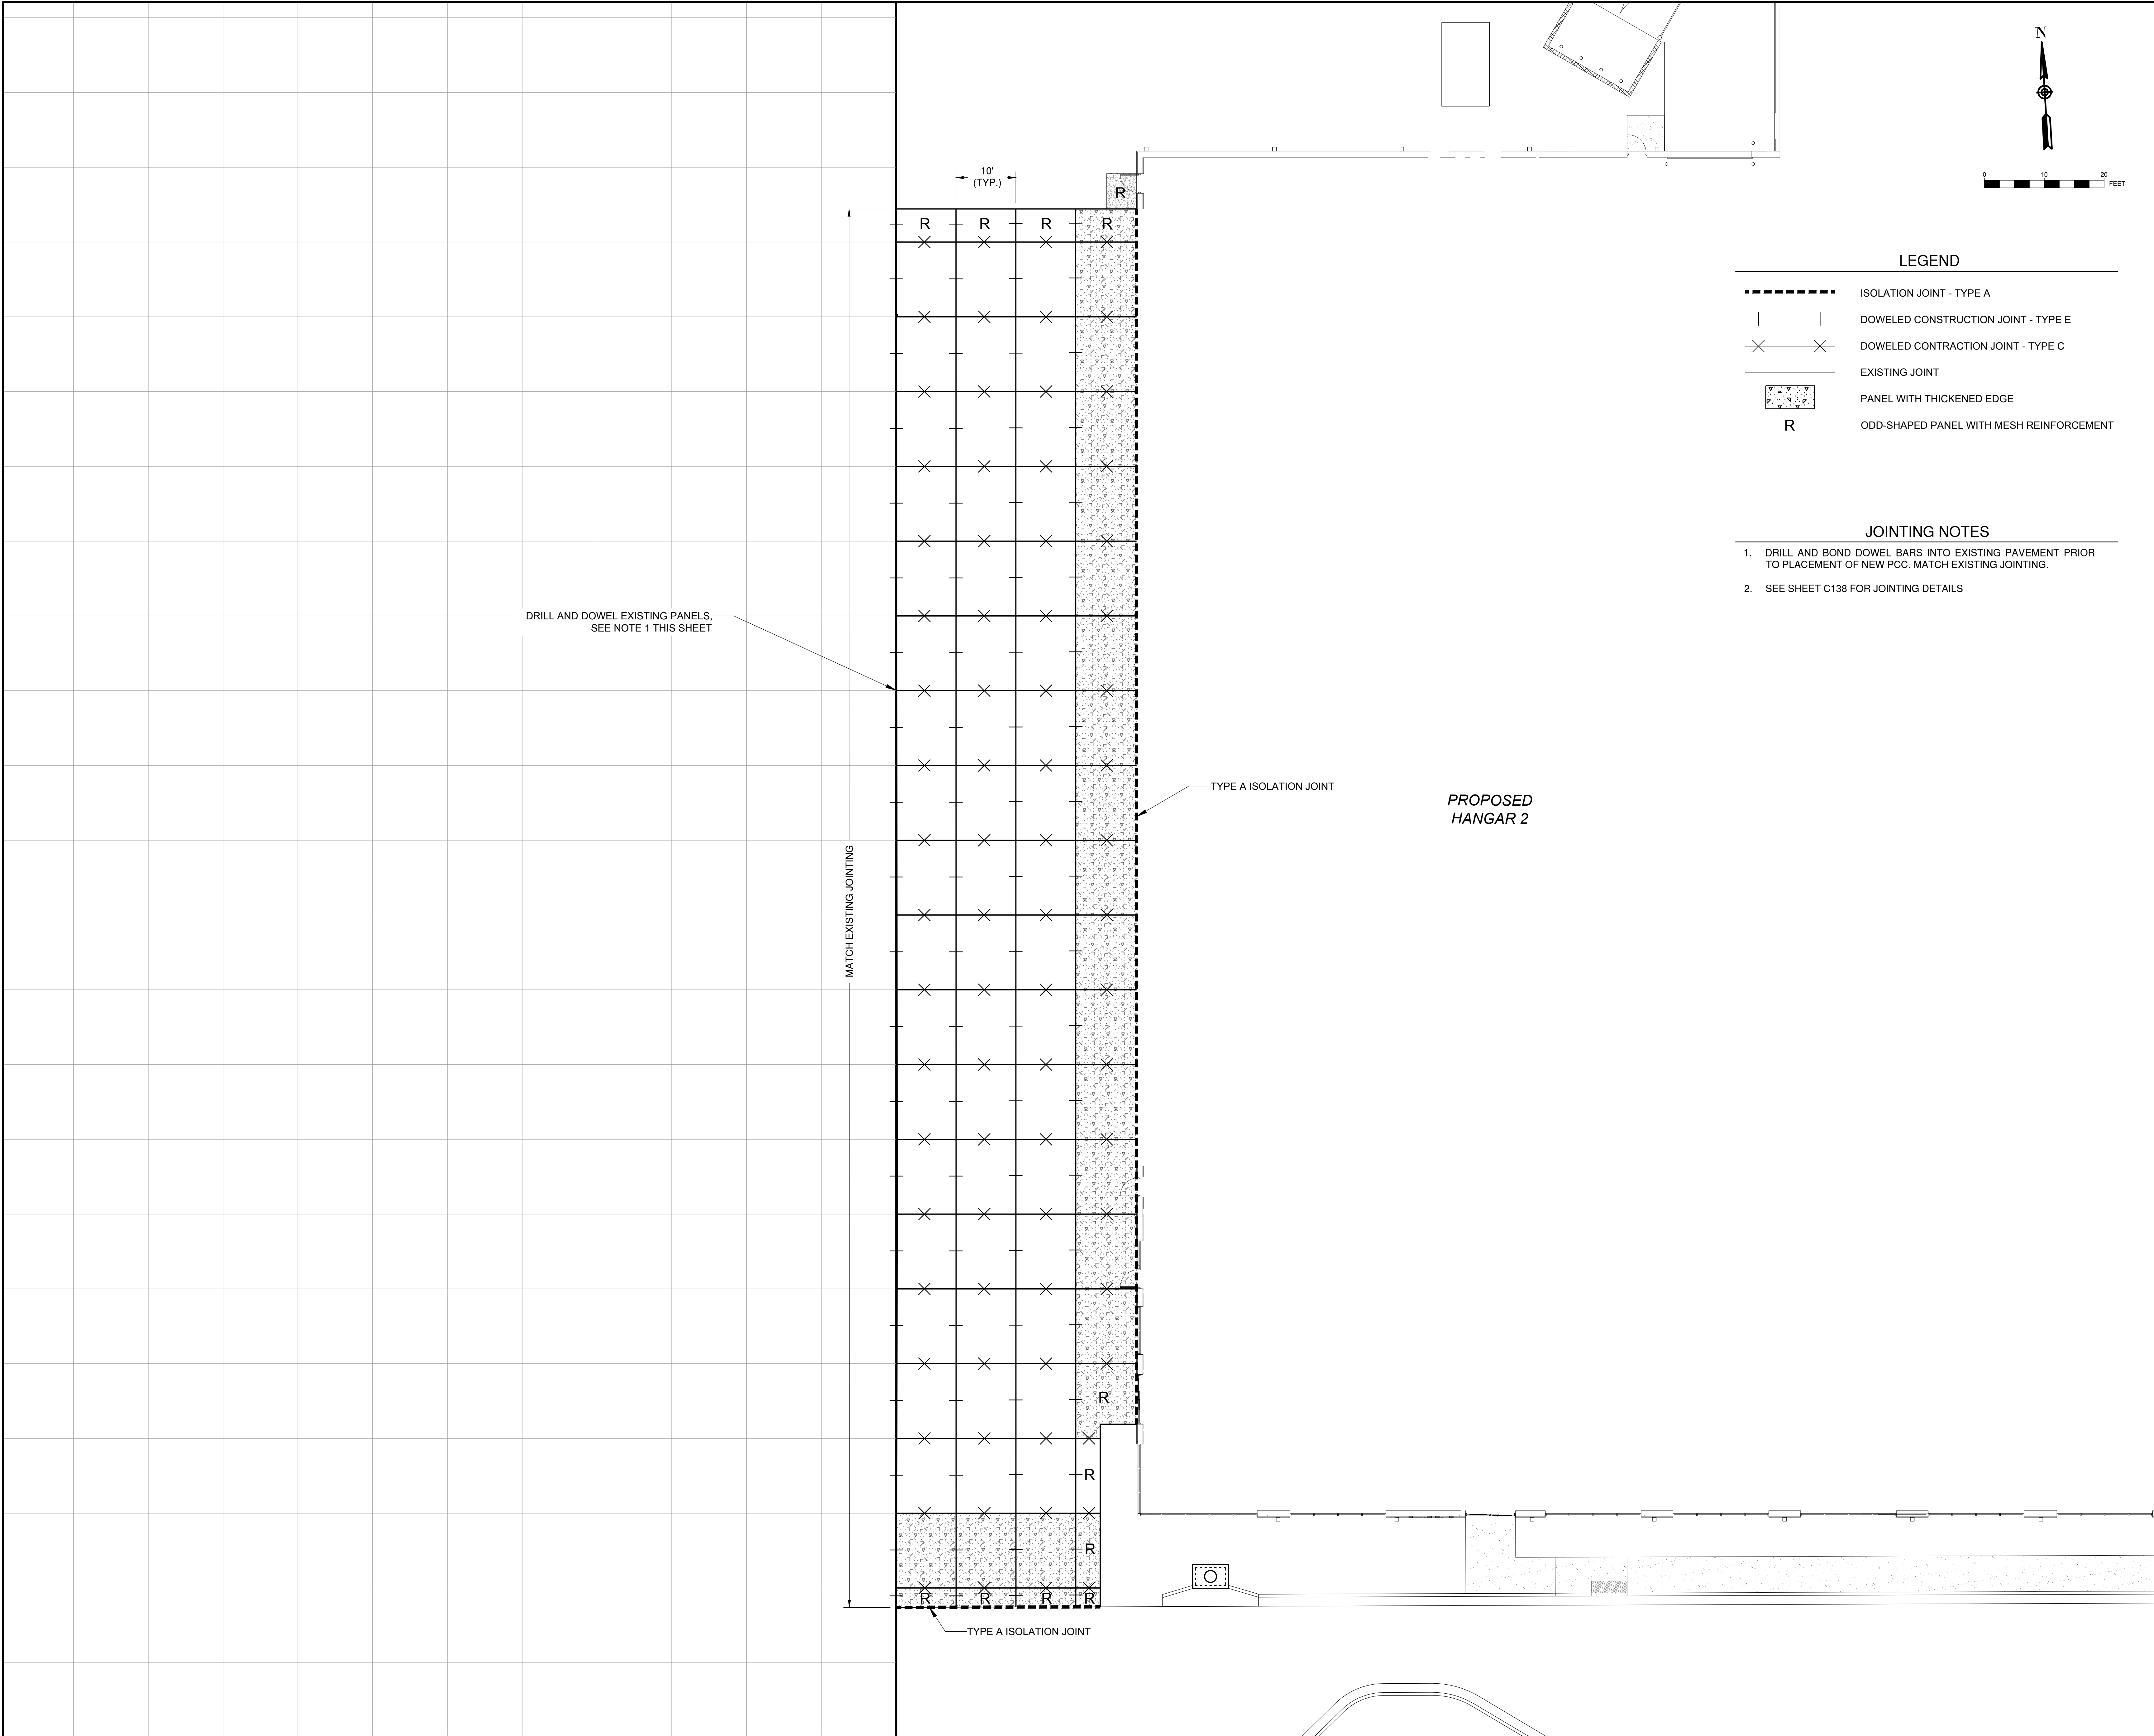 N
0 10 20
FEET
10'
(TYP.)
R
R R R R
LEGEND
ISOLATION JOINT - TYPE A
DOWELED CONSTRUCTION JOINT - TYPE E
DOWELED CONTRACTION JOINT - TYPE C
EXISTING JOINT
PANEL WITH THICKENED EDGE
R ODD-SHAPED PANEL WITH MESH REINFORCEMENT
JOINTING NOTES
1. DRILL AND BOND DOWEL BARS INTO EXISTING PAVEMENT PRIOR
TO PLACEMENT OF NEW PCC. MATCH EXISTING JOINTING.
2. SEE SHEET C138 FOR JOINTING DETAILS
DRILL AND DOWEL EXISTING PANELS,
SEE NOTE 1 THIS SHEET
TYPE A ISOLATION JOINT
PROPOSED
HANGAR 2
MATCH EXISTING JOINTING
R
R
R
R R R R
TYPE A ISOLATION JOINT